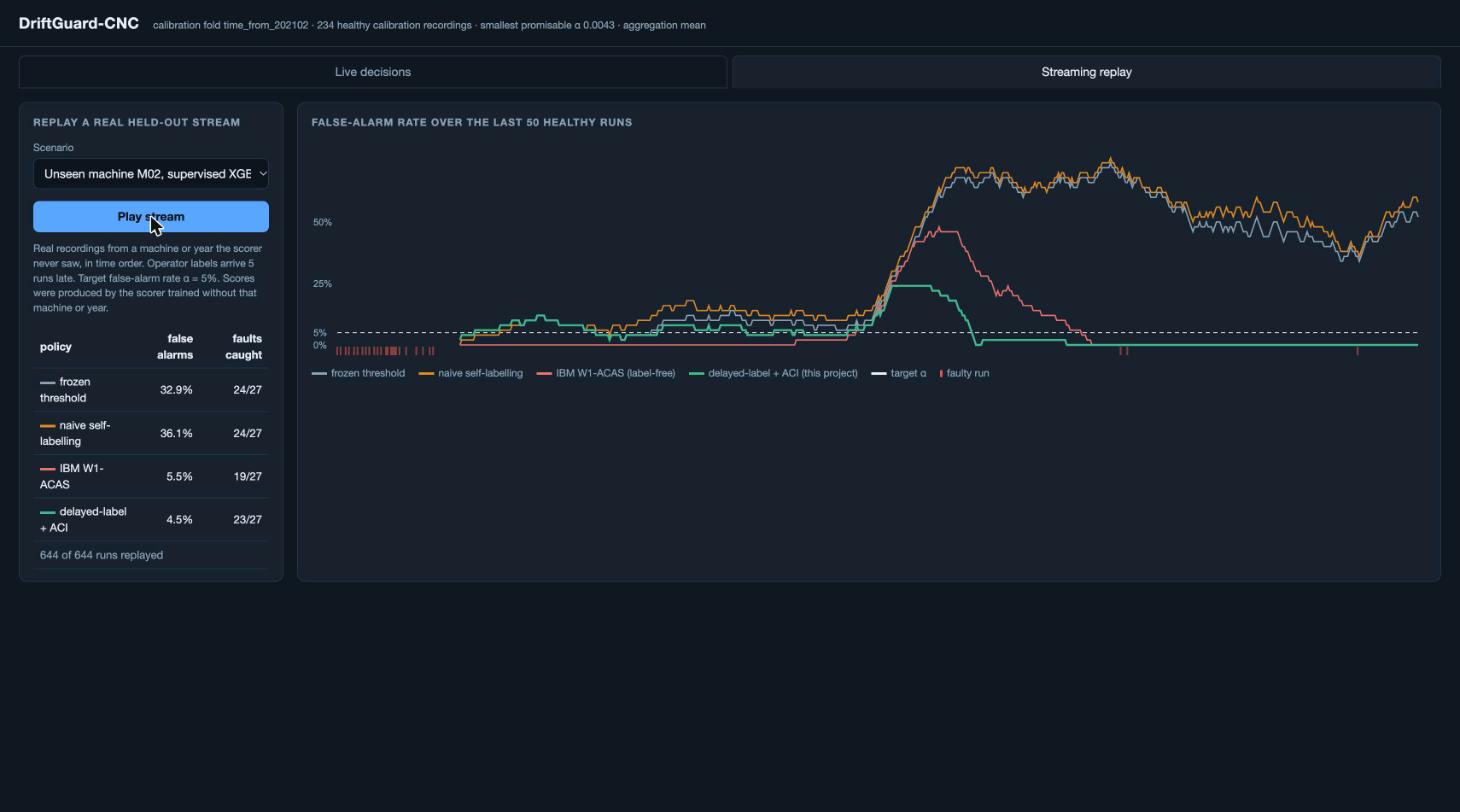 DriftGuard-CNC calibration fold time_from_202102 · 234 healthy calibration recordings · smallest promisable α 0.0043 · aggregation mean
Live decisions Streaming replay
REPLAY A REAL HELD-OUT STREAM
Scenario
Unseen machine M02, supervised XGE
Play stream
Real recordings from a machine or year the scorer
never saw, in time order. Operator labels arrive 5
runs late. Target false-alarm rate α = 5%. Scores
were produced by the scorer trained without that
machine or year.
policy false alarms faults caught
frozen threshold 32.9% 24/27
naive self-labelling 36.1% 24/27
IBM W1-ACAS 5.5% 19/27
delayed-label + ACI 4.5% 23/27
644 of 644 runs replayed
FALSE-ALARM RATE OVER THE LAST 50 HEALTHY RUNS
50%
25%
5%
0%
frozen threshold naive self-labelling IBM W1-ACAS (label-free) delayed-label + ACI (this project) target α faulty run